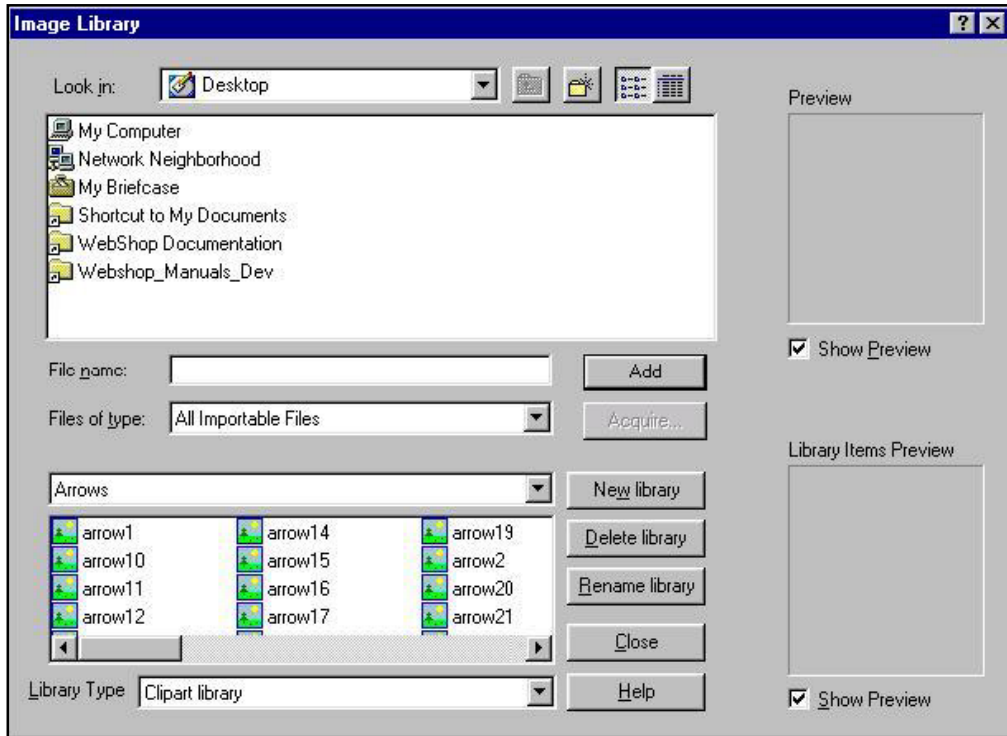 Image Library
Look in: Desktop
Preview
My Computer
Network Neighborhood
My Briefcase
Shortcut to My Documents
WebShop Documentation
Webshop_Manuals_Dev
Show Preview
File name:
Add
Files of type: All Importable Files
Acquire...
Library Items Preview
Arrows
New library
arrow1 arrow14 arrow19
Delete library
arrow10 arrow15 arrow2
arrow11 arrow16 arrow20
Rename library
arrow12 arrow17 arrow21
Close
Library Type Clipart library
Help
Show Preview